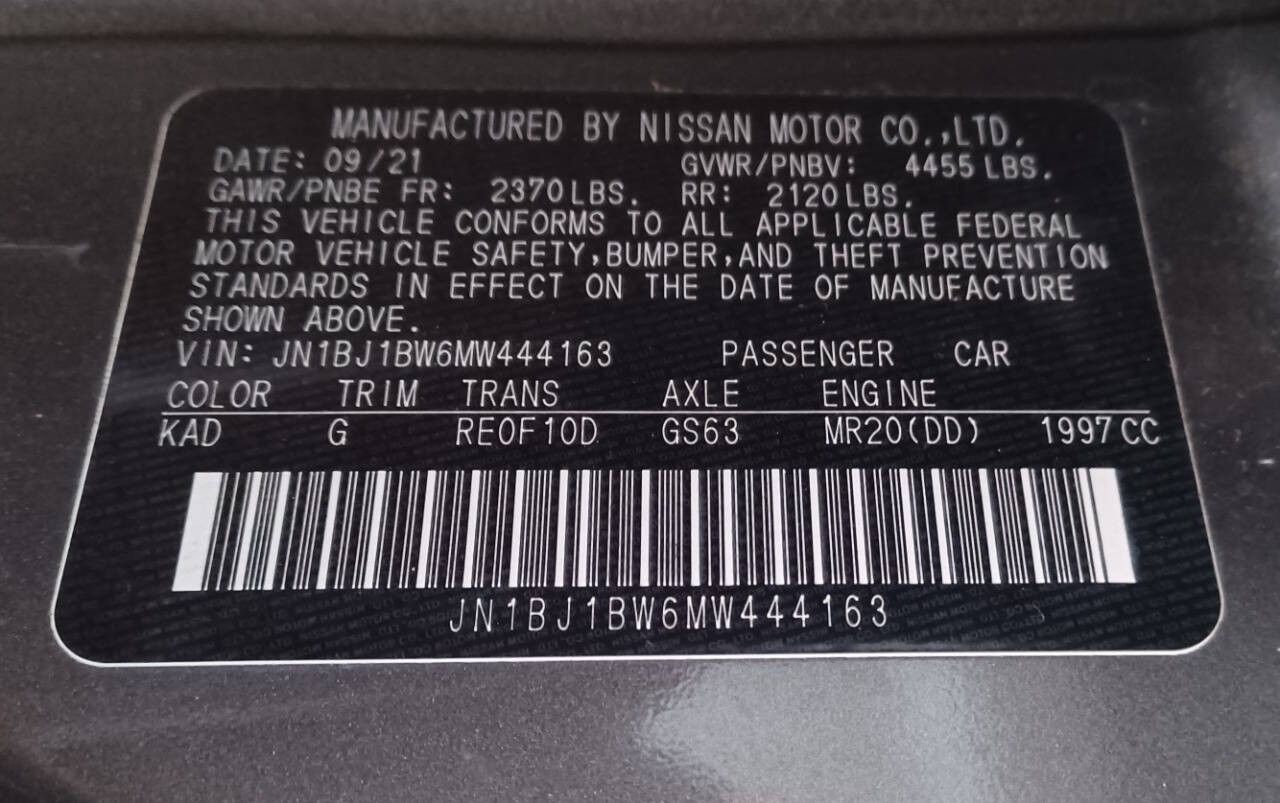 MANUFACTURED BY NISSAN MOTOR CO.,LTD.
DATE: 09/21 GVWR/PNBV: 4455 LBS.
GAWR/PNBE FR: 2370LBS. RR: 2120LBS.
THIS VEHICLE CONFORMS TO ALL APPLICABLE FEDERAL
MOTOR VEHICLE SAFETY,BUMPER,AND THEFT PREVENTION
STANDARDS IN EFFECT ON THE DATE OF MANUFACTURE
SHOWN ABOVE.
VIN: JN1BJ1BW6MW444163 PASSENGER CAR
COLOR TRIM TRANS AXLE ENGINE
KAD G RE0F10D GS63 MR20(DD) 1997CC
JN1BJ1BW6MW444163